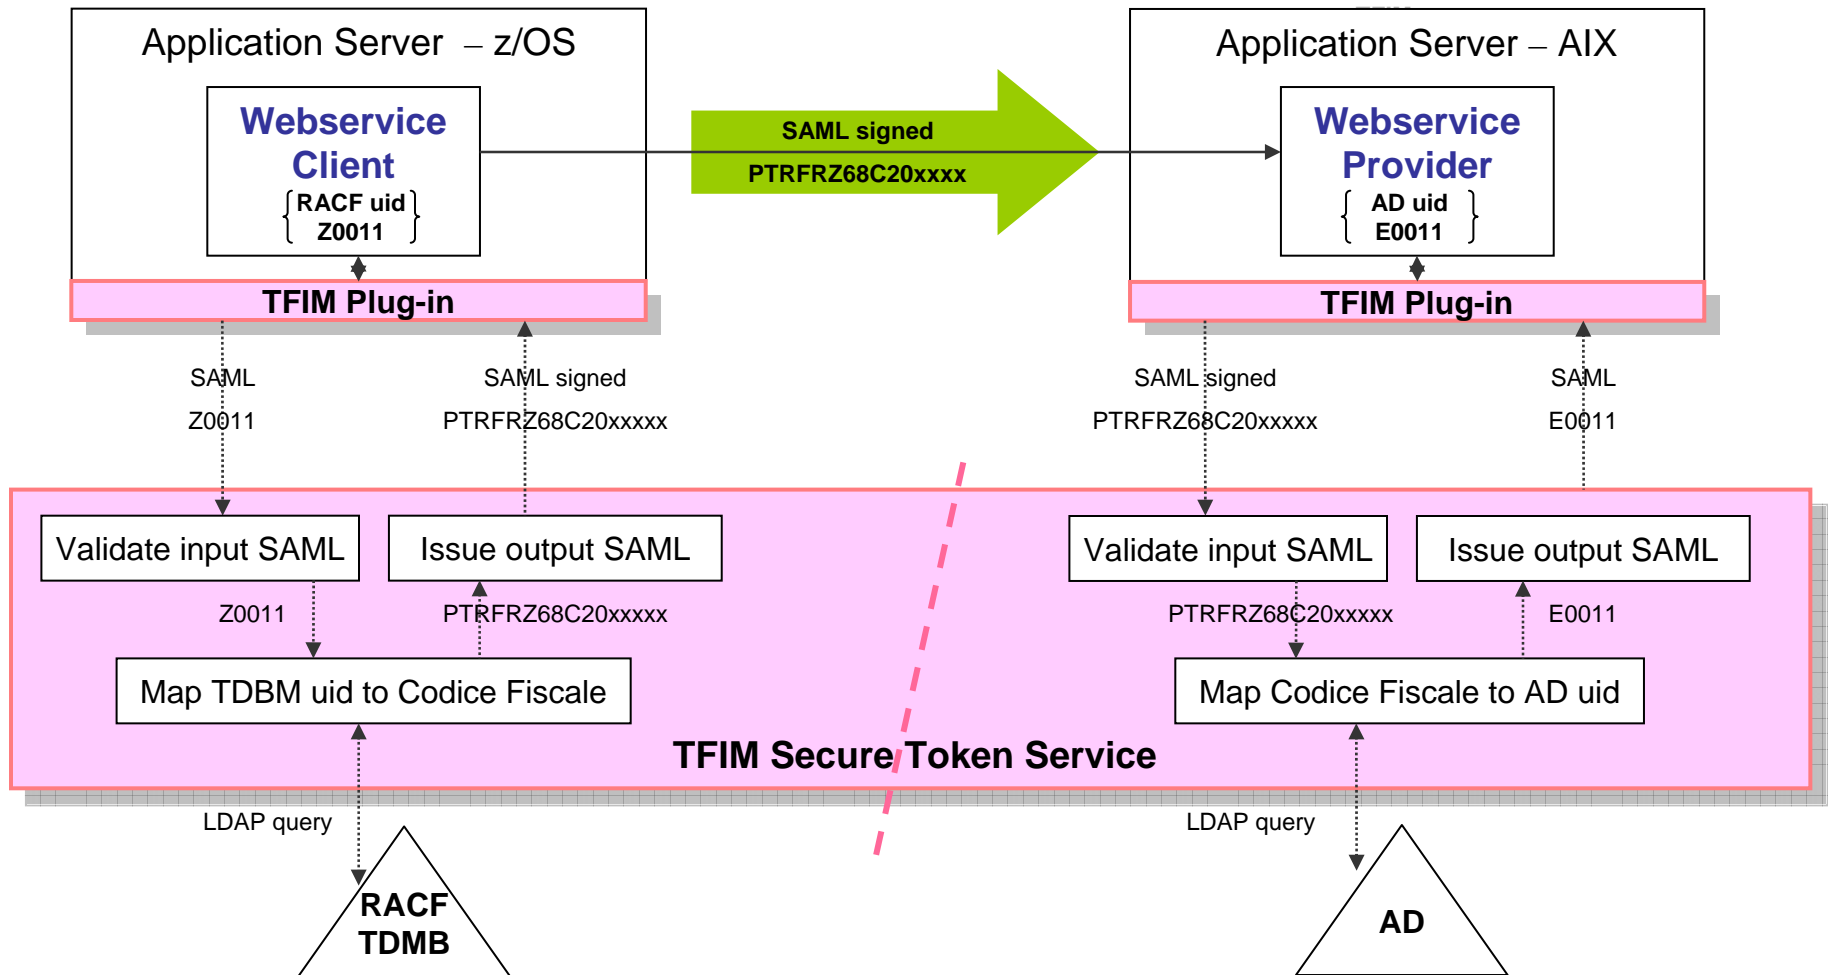 Application Server – z/OS
Application Server – AIX
Webservice
Client
RACF uid
Z0011
SAML signed
PTRFRZ68C20xxxx
Webservice
Provider
AD uid
E0011
TFIM Plug-in
TFIM Plug-in
SAML
Z0011
SAML signed
PTRFRZ68C20xxxxx
SAML signed
PTRFRZ68C20xxxxx
SAML
E0011
Validate input SAML
Issue output SAML
Validate input SAML
Issue output SAML
Z0011
PTRFRZ68C20xxxxx
PTRFRZ68C20xxxxx
E0011
Map TDBM uid to Codice Fiscale
Map Codice Fiscale to AD uid
TFIM Secure Token Service
LDAP query
LDAP query
RACF
TDMB
AD